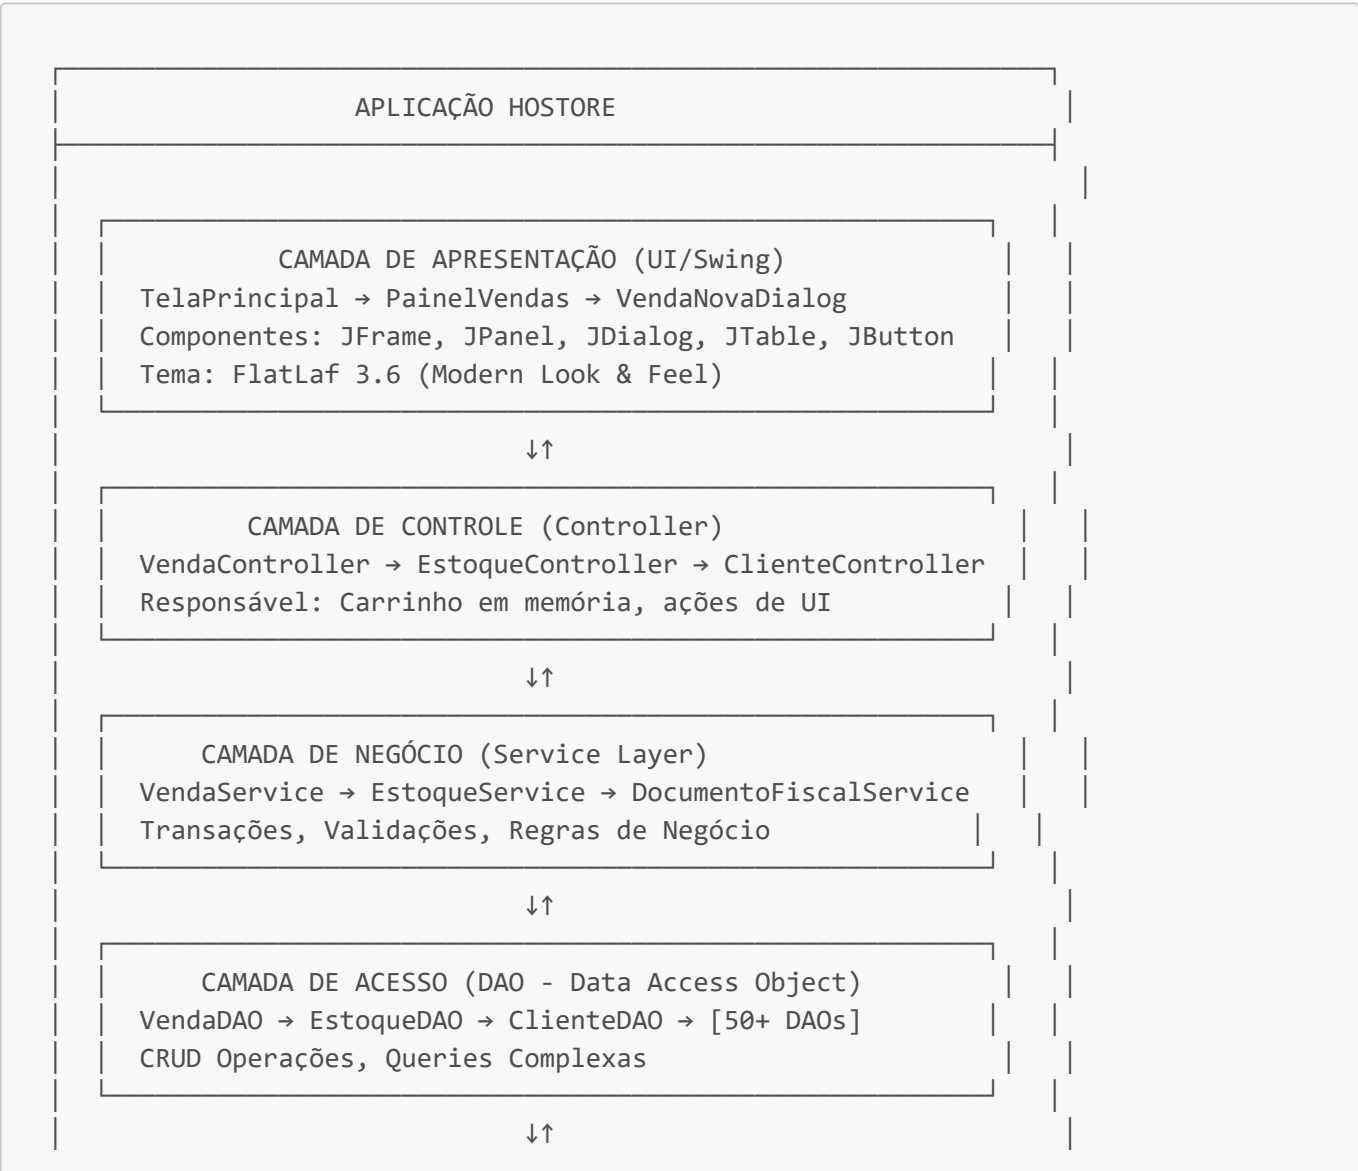 APLICAÇÃO HOSTORE
CAMADA DE APRESENTAÇÃO (UI/Swing)
TelaPrincipal → PainelVendas → VendaNovaDialog
Componentes: JFrame, JPanel, JDialog, JTable, JButton
Tema: FlatLaf 3.6 (Modern Look & Feel)
↓↑
CAMADA DE CONTROLE (Controller)
VendaController → EstoqueController → ClienteController
Responsável: Carrinho em memória, ações de UI
↓↑
CAMADA DE NEGÓCIO (Service Layer)
VendaService → EstoqueService → DocumentoFiscalService
Transações, Validações, Regras de Negócio
↓↑
CAMADA DE ACESSO (DAO - Data Access Object)
VendaDAO → EstoqueDAO → ClienteDAO → [50+ DAOs]
CRUD Operações, Queries Complexas
↓↑